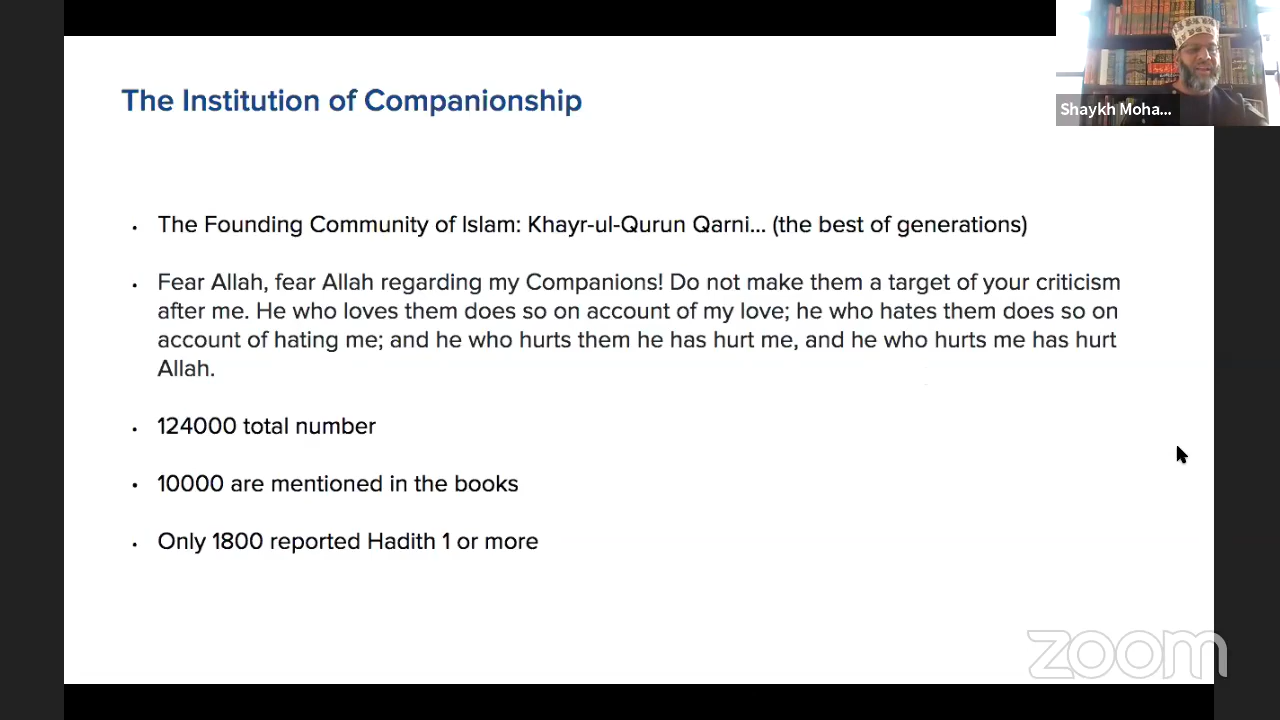 The Institution of Companionship
Shaykh Moha...
• The Founding Community of Islam: Khayr-ul-Qurun Qarni... (the best of generations)
• Fear Allah, fear Allah regarding my Companions! Do not make them a target of your criticism
after me. He who loves them does so on account of my love; he who hates them does so on
account of hating me; and he who hurts them he has hurt me, and he who hurts me has hurt
Allah.
• 124000 total number
• 10000 are mentioned in the books
• Only 1800 reported Hadith 1 or more
zoom